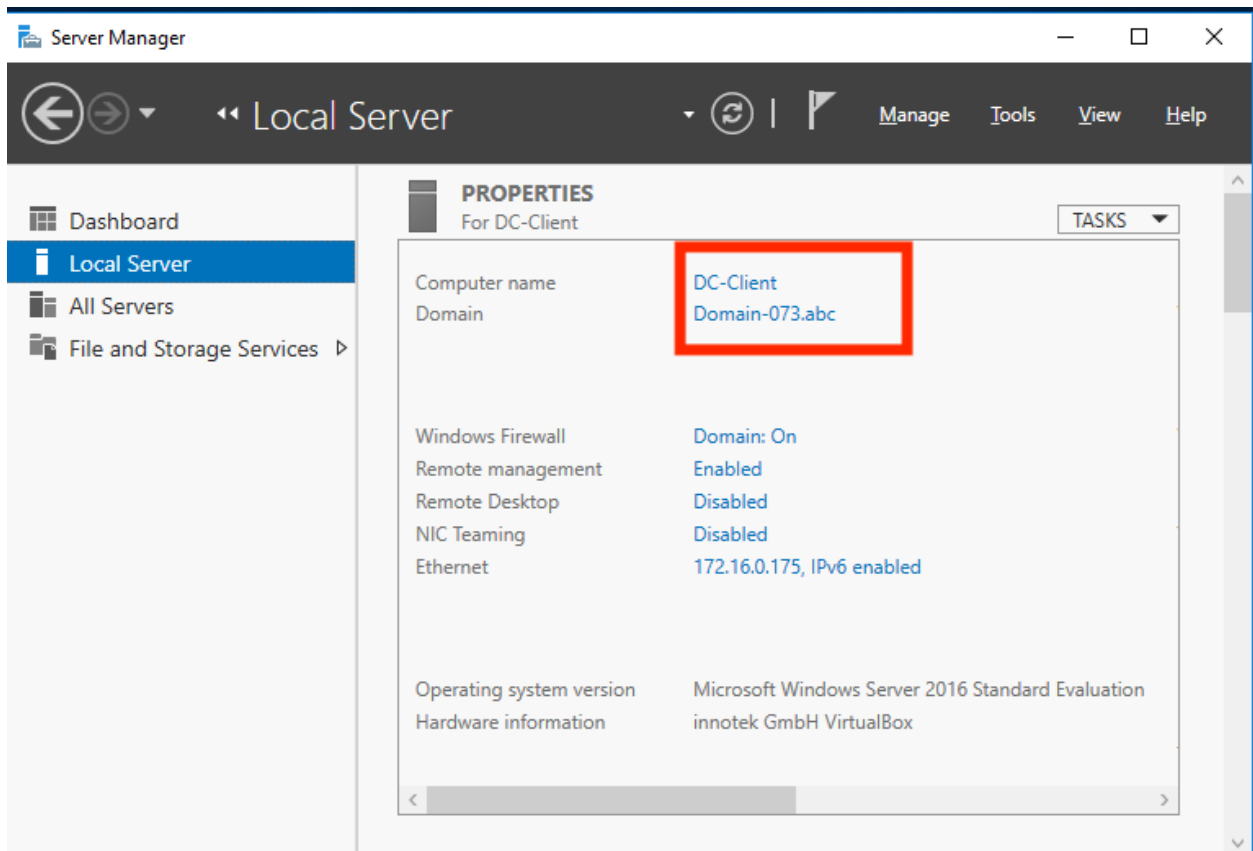 Server Manager
Local Server
Manage Tools View Help
Dashboard
Local Server
All Servers
File and Storage Services
PROPERTIES
For DC-Client
TASKS
Computer name DC-Client
Domain Domain-073.abc
Windows Firewall Domain: On
Remote management Enabled
Remote Desktop Disabled
NIC Teaming Disabled
Ethernet 172.16.0.175, IPv6 enabled
Operating system version Microsoft Windows Server 2016 Standard Evaluation
Hardware information innotek GmbH VirtualBox